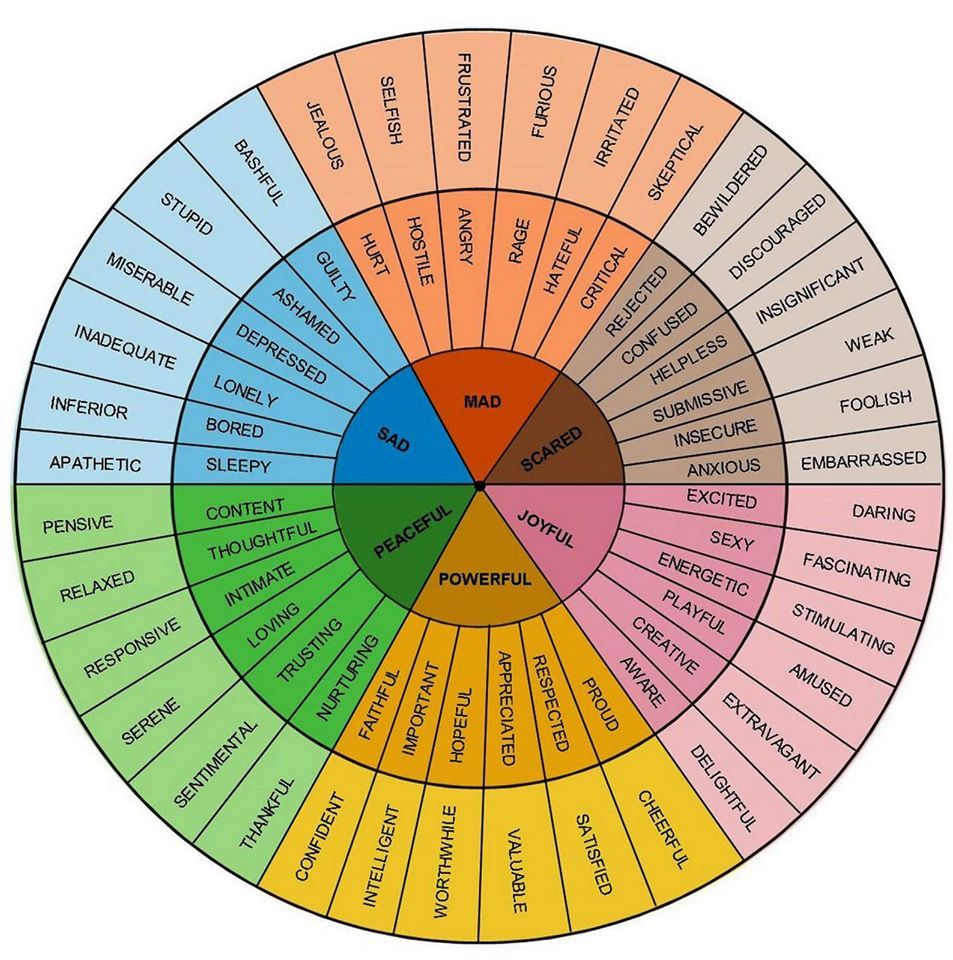 MAD
HURT
HOSTILE
ANGRY
RAGE
HATEFUL
CRITICAL
JEALOUS
SELFISH
FRUSTRATED
FURIOUS
IRRITATED
SKEPTICAL
SCARED
REJECTED
CONFUSED
HELPLESS
SUBMISSIVE
INSECURE
ANXIOUS
BEWILDERED
DISCOURAGED
INSIGNIFICANT
WEAK
FOOLISH
EMBARRASSED
JOYFUL
EXCITED
SEXY
ENERGETIC
PLAYFUL
CREATIVE
AWARE
DARING
FASCINATING
STIMULATING
AMUSED
EXTRAVAGANT
DELIGHTFUL
POWERFUL
PROUD
RESPECTED
APPRECIATED
HOPEFUL
IMPORTANT
FAITHFUL
CHEERFUL
SATISFIED
VALUABLE
WORTHWHILE
INTELLIGENT
CONFIDENT
PEACEFUL
NURTURING
TRUSTING
LOVING
INTIMATE
THOUGHTFUL
CONTENT
THANKFUL
SENTIMENTAL
SERENE
RESPONSIVE
RELAXED
PENSIVE
SAD
SLEEPY
BORED
LONELY
DEPRESSED
ASHAMED
GUILTY
APATHETIC
INFERIOR
INADEQUATE
MISERABLE
STUPID
BASHFUL